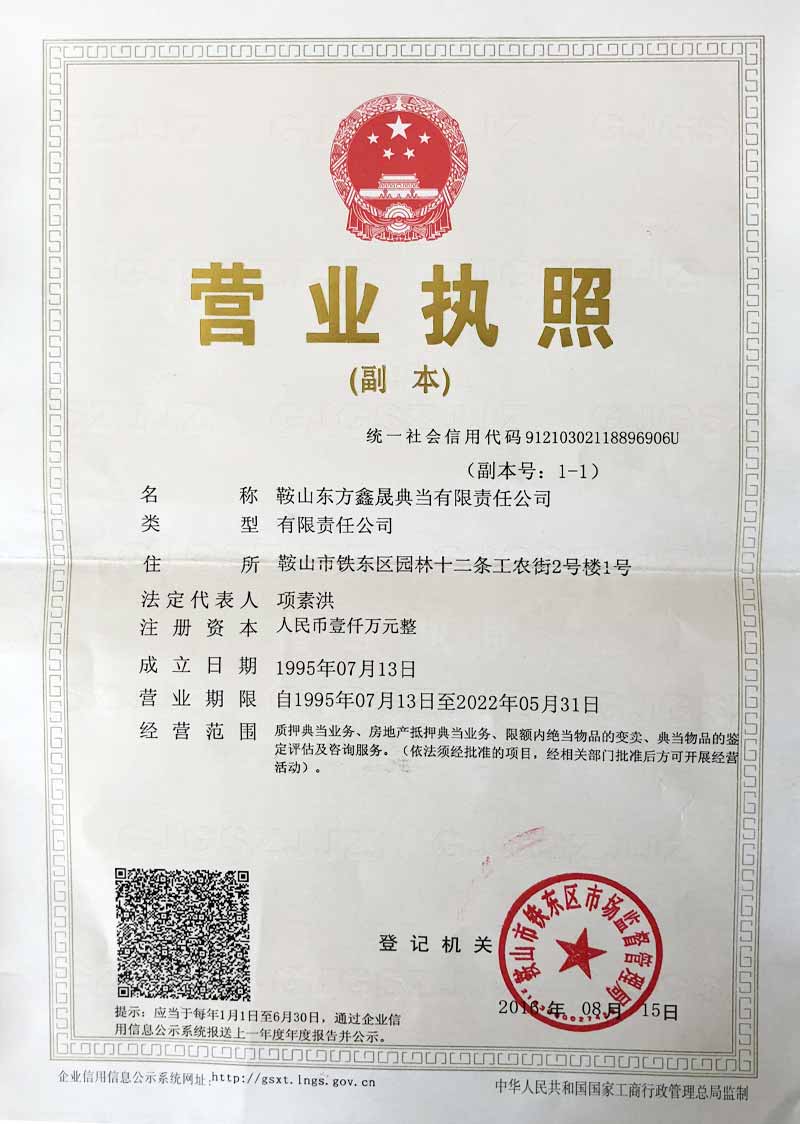 营业执照
(副 本)
统一社会信用代码91210302118896906U
（副本号：1-1）
名 称 鞍山东方鑫晟典当有限责任公司
类 型 有限责任公司
住 所 鞍山市铁东区园林十二条工农街2号楼1号
法定代表人 项素洪
注册资本 人民币壹仟万元整
成立日期 1995年07月13日
营业期限 自1995年07月13日至2022年05月31日
经营范围 质押典当业务、房地产抵押典当业务、限额内绝当物品的变卖、典当物品的鉴
定评估及咨询服务。（依法须经批准的项目，经相关部门批准后方可开展经营
活动）。
鞍山市铁东区市场监督管理局
登记机关
2016年 08月 15日
提示：应当于每年1月1日至6月30日，通过企业信
用信息公示系统报送上一年度年度报告并公示。
企业信用信息公示系统网址：http://gsxt.lngs.gov.cn
中华人民共和国国家工商行政管理总局监制